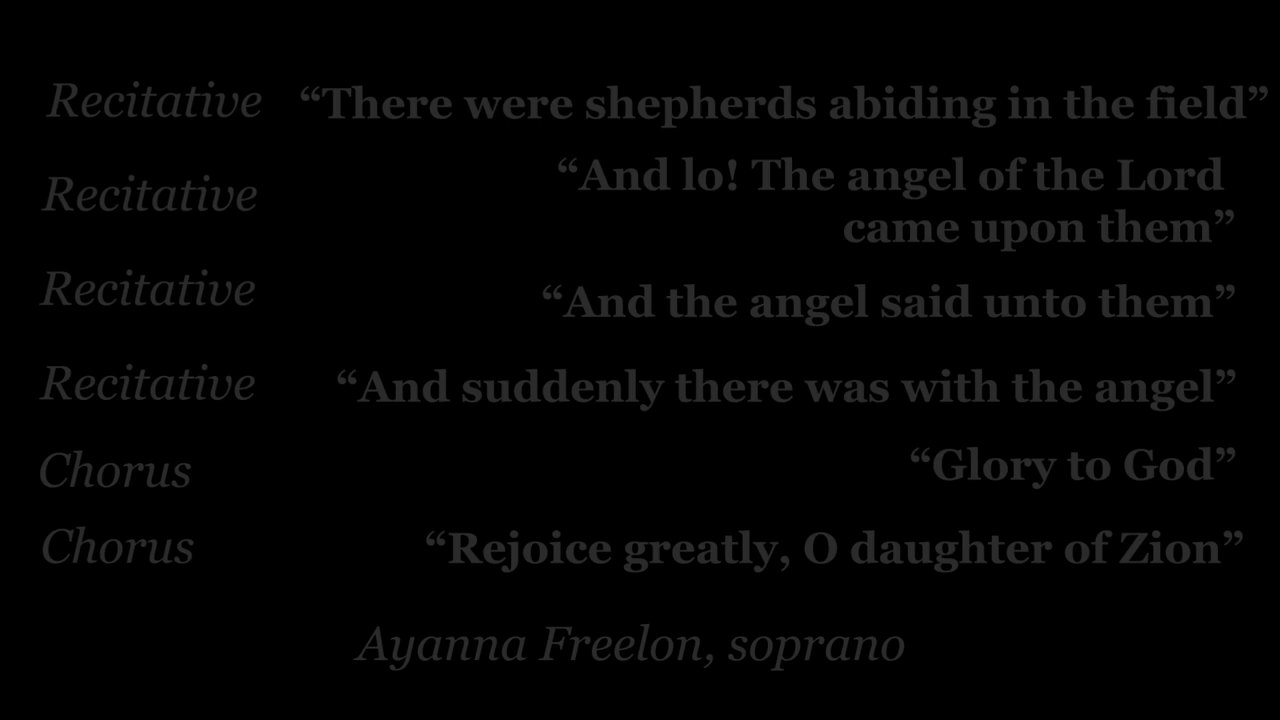 Recitative “There were shepherds abiding in the field”
Recitative “And lo! The angel of the Lord
came upon them”
Recitative “And the angel said unto them”
Recitative “And suddenly there was with the angel”
Chorus “Glory to God”
Chorus “Rejoice greatly, O daughter of Zion”
Ayanna Freelon, soprano